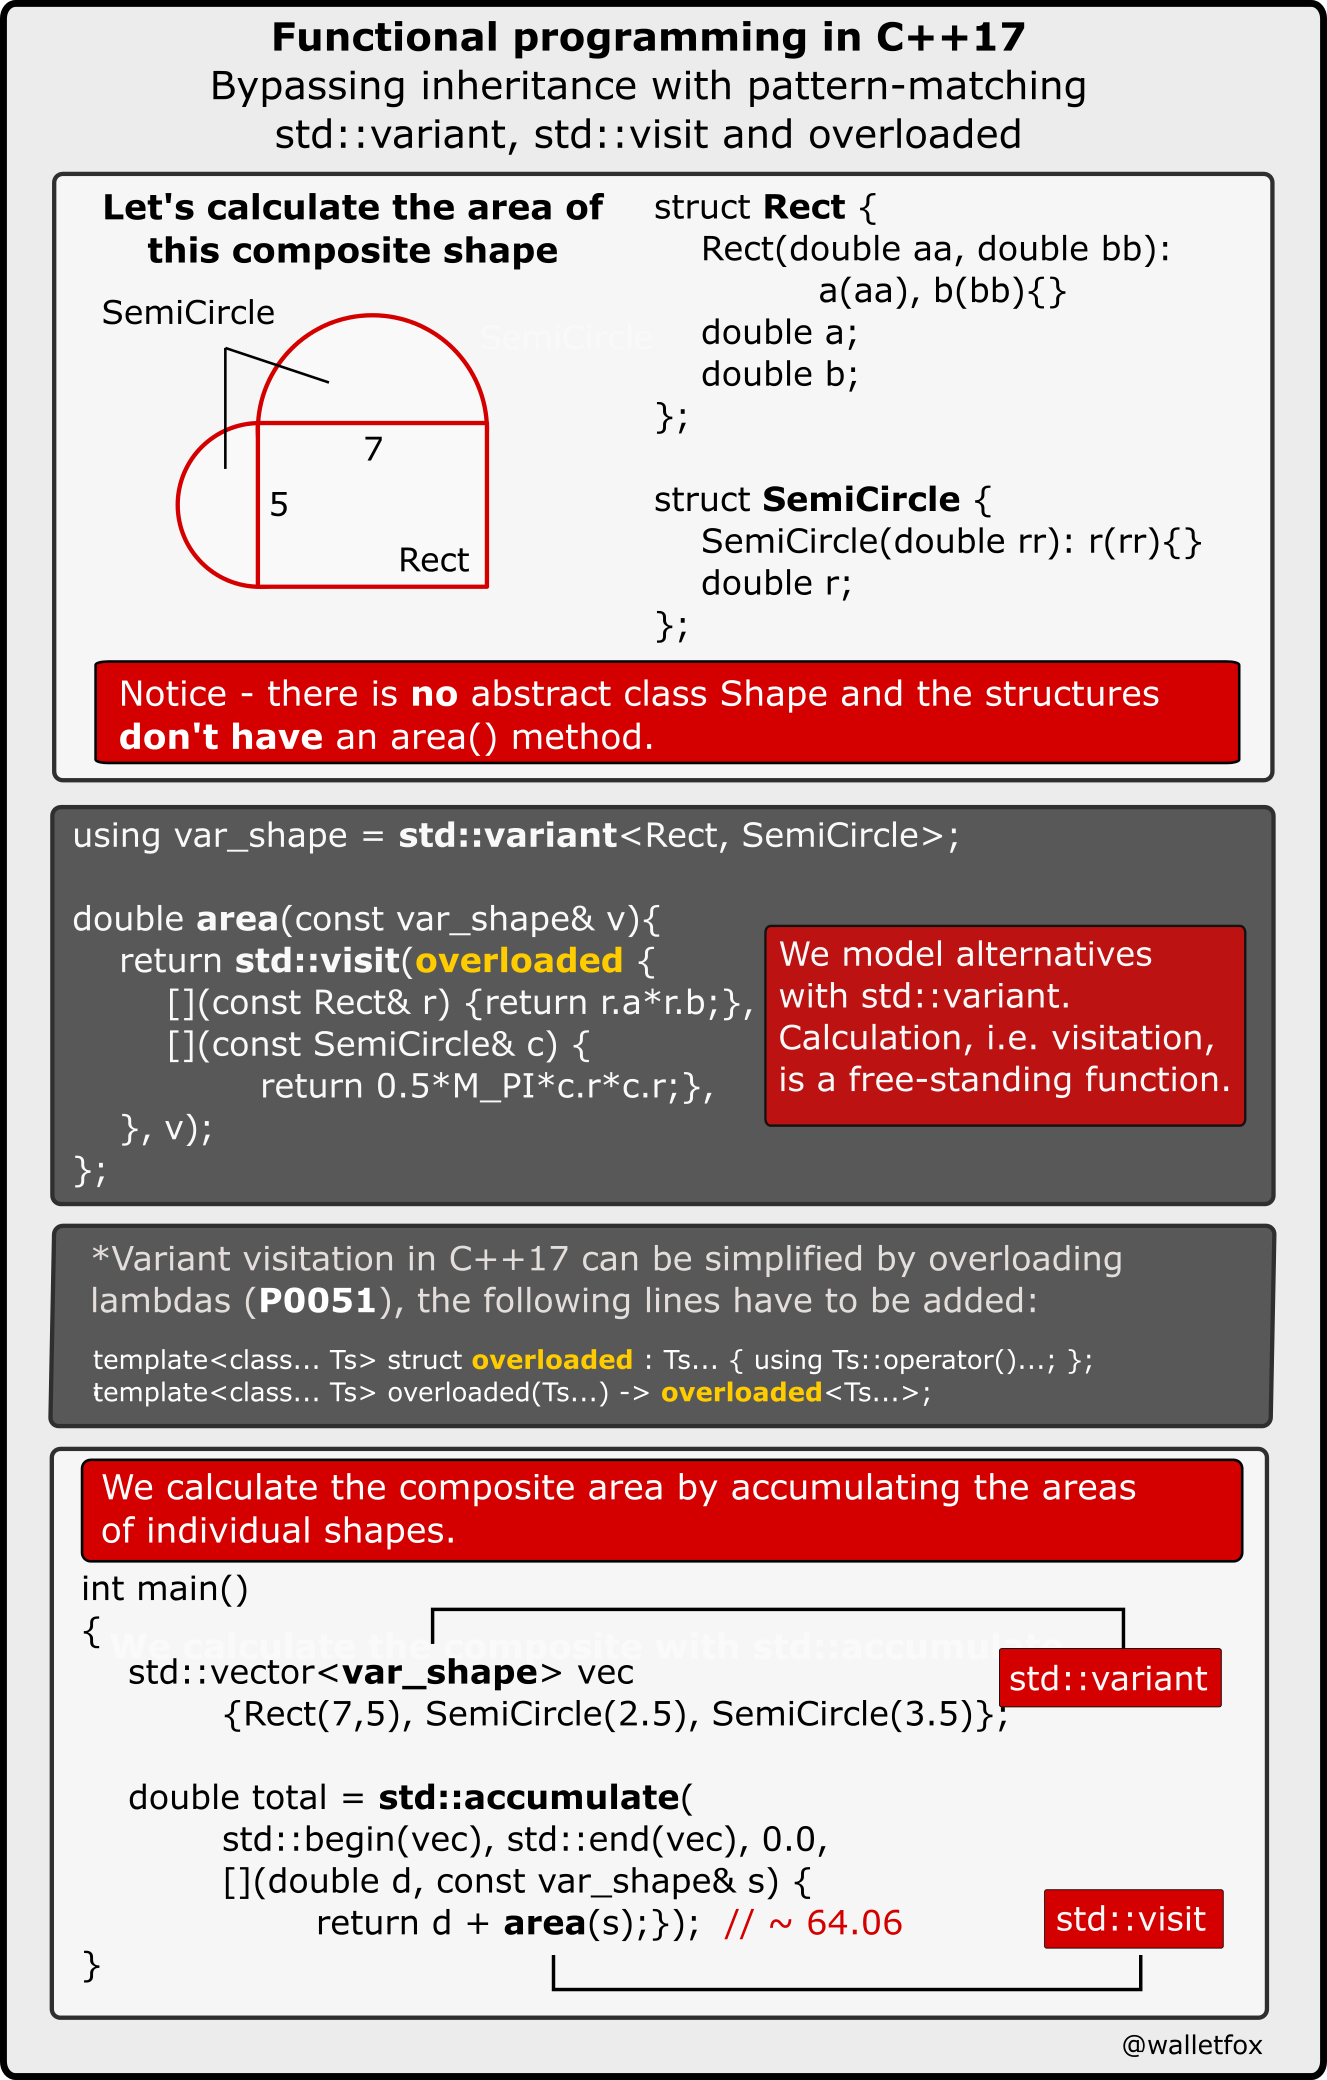 Functional programming in C++17
Bypassing inheritance with pattern-matching
std::variant, std::visit and overloaded
Let's calculate the area of
this composite shape
SemiCircle
SemiCircle
7
5
Rect
struct Rect {
Rect(double aa, double bb):
a(aa), b(bb){}
double a;
double b;
};
struct SemiCircle {
SemiCircle(double rr): r(rr){}
double r;
};
Notice - there is no abstract class Shape and the structures
don't have an area() method.
using var_shape = std::variant<Rect, SemiCircle>;
double area(const var_shape& v){
return std::visit(overloaded {
[](const Rect& r) {return r.a*r.b;},
[](const SemiCircle& c) {
return 0.5*M_PI*c.r*c.r;},
}, v);
};
We model alternatives
with std::variant.
Calculation, i.e. visitation,
is a free-standing function.
*Variant visitation in C++17 can be simplified by overloading
lambdas (P0051), the following lines have to be added:
template<class... Ts> struct overloaded : Ts... { using Ts::operator()...; };
template<class... Ts> overloaded(Ts...) -> overloaded<Ts...>;
We calculate the composite area by accumulating the areas
of individual shapes.
int main()
{
We calculate the composite with std::accumulate
std::vector<var_shape> vec
std::variant
{Rect(7,5), SemiCircle(2.5), SemiCircle(3.5)};
double total = std::accumulate(
std::begin(vec), std::end(vec), 0.0,
[](double d, const var_shape& s) {
return d + area(s);}); // ~ 64.06
std::visit
}
@walletfox